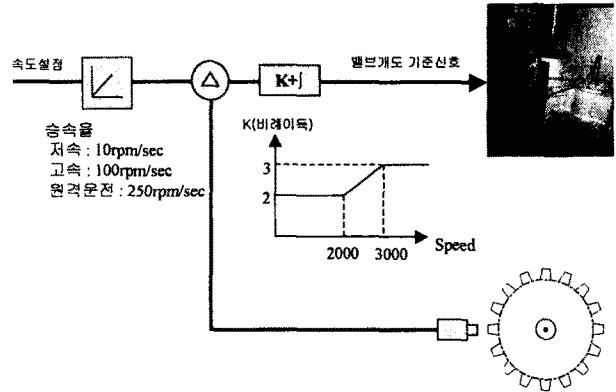 속도설정
K+∫
밸브개도 기준신호
승속율
저속 : 10rpm/sec
고속 : 100rpm/sec
원격운전 : 250rpm/sec
K(비례이득)
3
2
2000 3000
Speed